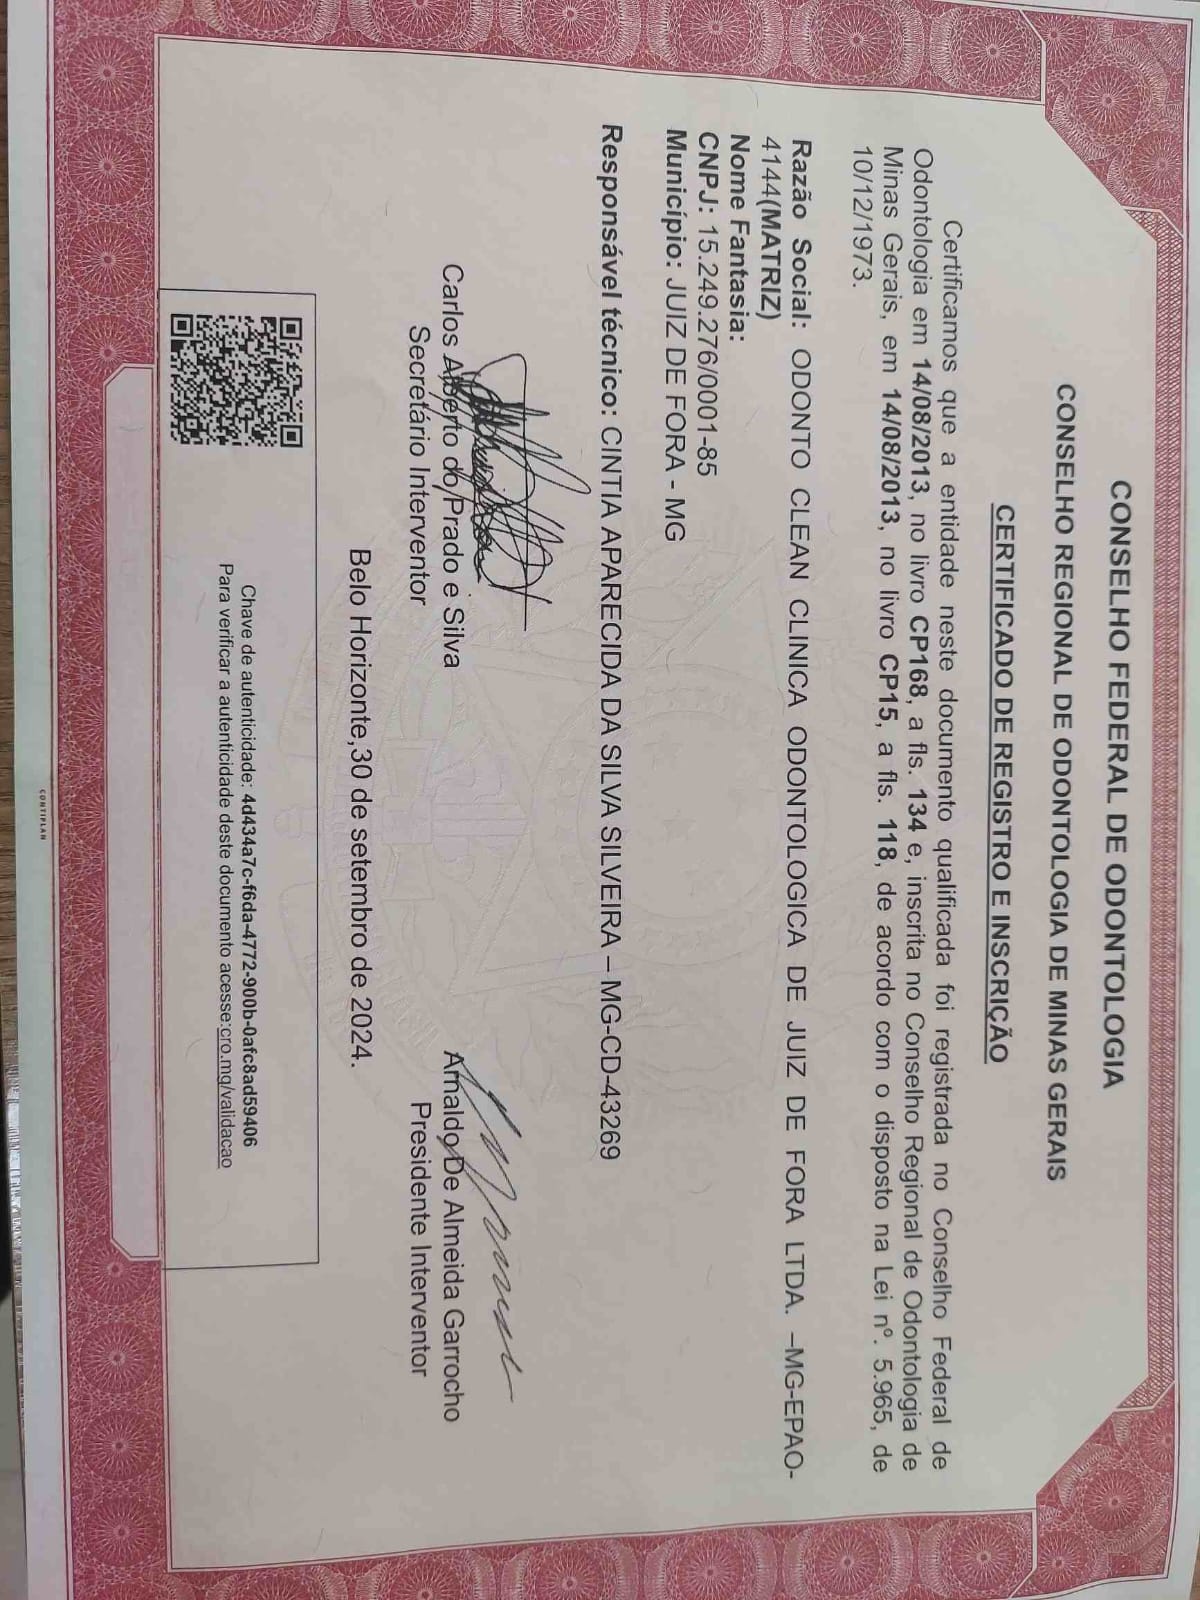 CONSELHO FEDERAL DE ODONTOLOGIA
CONSELHO REGIONAL DE ODONTOLOGIA DE MINAS GERAIS
CERTIFICADO DE REGISTRO E INSCRIÇÃO
Certificamos que a entidade neste documento qualificada foi registrada no Conselho Federal de
Odontologia em 14/08/2013, no livro CP168, a fls. 134 e, inscrita no Conselho Regional de Odontologia de
Minas Gerais, em 14/08/2013, no livro CP15, a fls. 118, de acordo com o disposto na Lei nº. 5.965, de
10/12/1973.
Razão Social: ODONTO CLEAN CLINICA ODONTOLOGICA DE JUIZ DE FORA LTDA. –MG-EPAO-
4144(MATRIZ)
Nome Fantasia:
CNPJ: 15.249.276/0001-85
Município: JUIZ DE FORA - MG
Responsável técnico: CINTIA APARECIDA DA SILVA SILVEIRA – MG-CD-43269
Carlos Alberto do Prado e Silva
Secretário Interventor
Arnaldo De Almeida Garrocho
Presidente Interventor
Belo Horizonte,30 de setembro de 2024.
Chave de autenticidade: 4d434a7c-f6da-4772-900b-0afc8ad59406
Para verificar a autenticidade deste documento acesse:cro.mg/validacao
CONTIPLAN